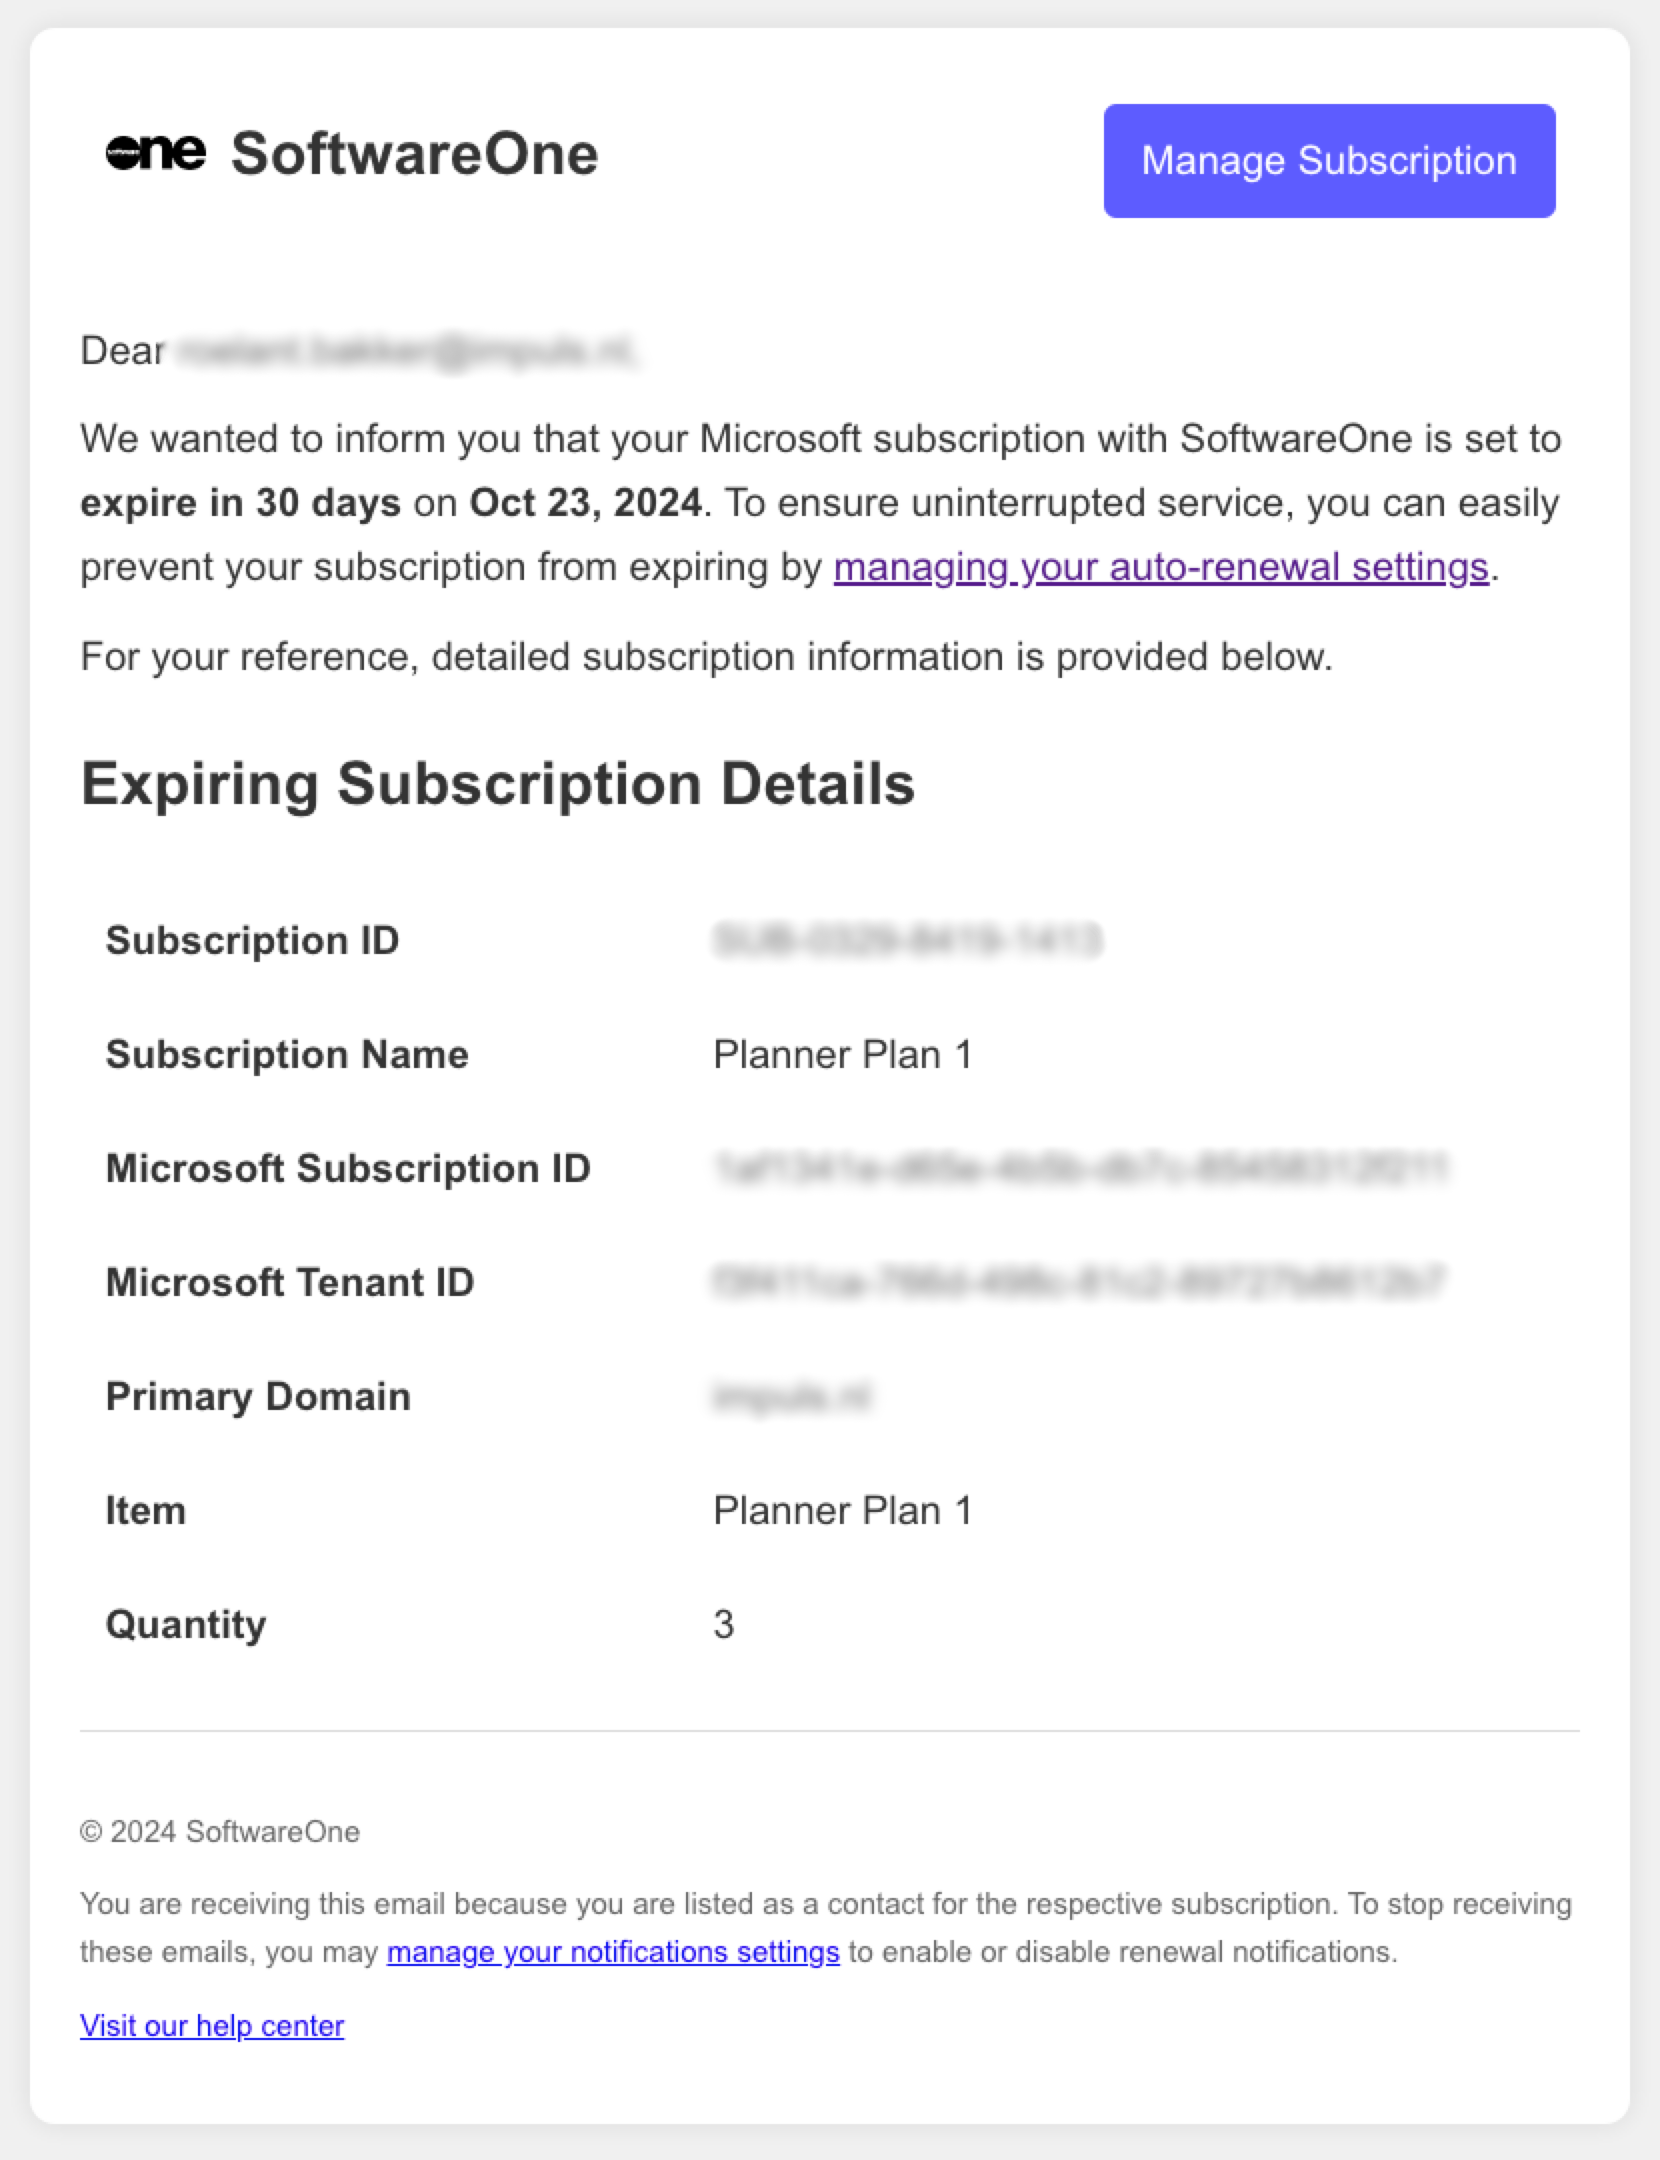 one SoftwareOne
Manage Subscription
Dear
We wanted to inform you that your Microsoft subscription with SoftwareOne is set to
expire in 30 days on Oct 23, 2024. To ensure uninterrupted service, you can easily
prevent your subscription from expiring by managing your auto-renewal settings.
For your reference, detailed subscription information is provided below.
Expiring Subscription Details
Subscription ID
Subscription Name Planner Plan 1
Microsoft Subscription ID
Microsoft Tenant ID
Primary Domain
Item Planner Plan 1
Quantity 3
© 2024 SoftwareOne
You are receiving this email because you are listed as a contact for the respective subscription. To stop receiving
these emails, you may manage your notifications settings to enable or disable renewal notifications.
Visit our help center